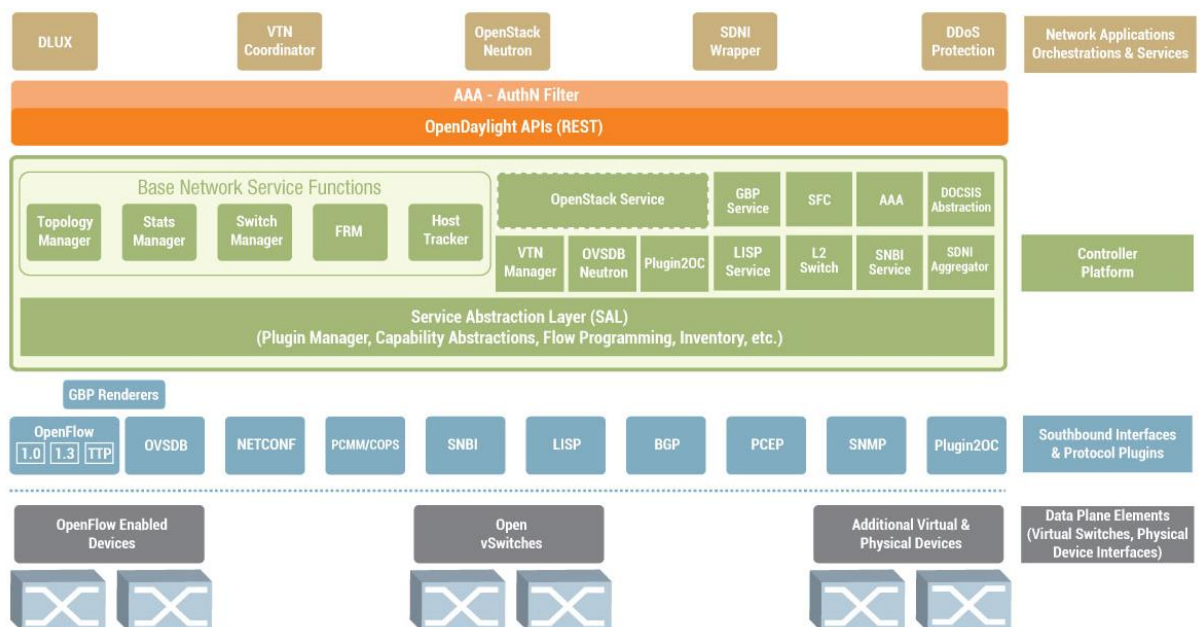 DLUX
VTN
Coordinator
OpenStack
Neutron
SDNI
Wrapper
DDoS
Protection
Network Applications
Orchestrations & Services
AAA - AuthN Filter
OpenDaylight APIs (REST)
Base Network Service Functions
Topology
Manager
Stats
Manager
Switch
Manager
FRM
Host
Tracker
OpenStack Service
GBP
Service
SFC
AAA
DOCSIS
Abstraction
VTN
Manager
OVSDB
Neutron
Plugin2OC
LISP
Service
L2
Switch
SNBI
Service
SDNI
Aggregator
Controller
Platform
Service Abstraction Layer (SAL)
(Plugin Manager, Capability Abstractions, Flow Programming, Inventory, etc.)
GBP Renderers
OpenFlow
1.0 1.3 TTP
OVSDB
NETCONF
PCMM/COPS
SNBI
LISP
BGP
PCEP
SNMP
Plugin2OC
Southbound Interfaces
& Protocol Plugins
OpenFlow Enabled
Devices
Open
vSwitches
Additional Virtual &
Physical Devices
Data Plane Elements
(Virtual Switches, Physical
Device Interfaces)